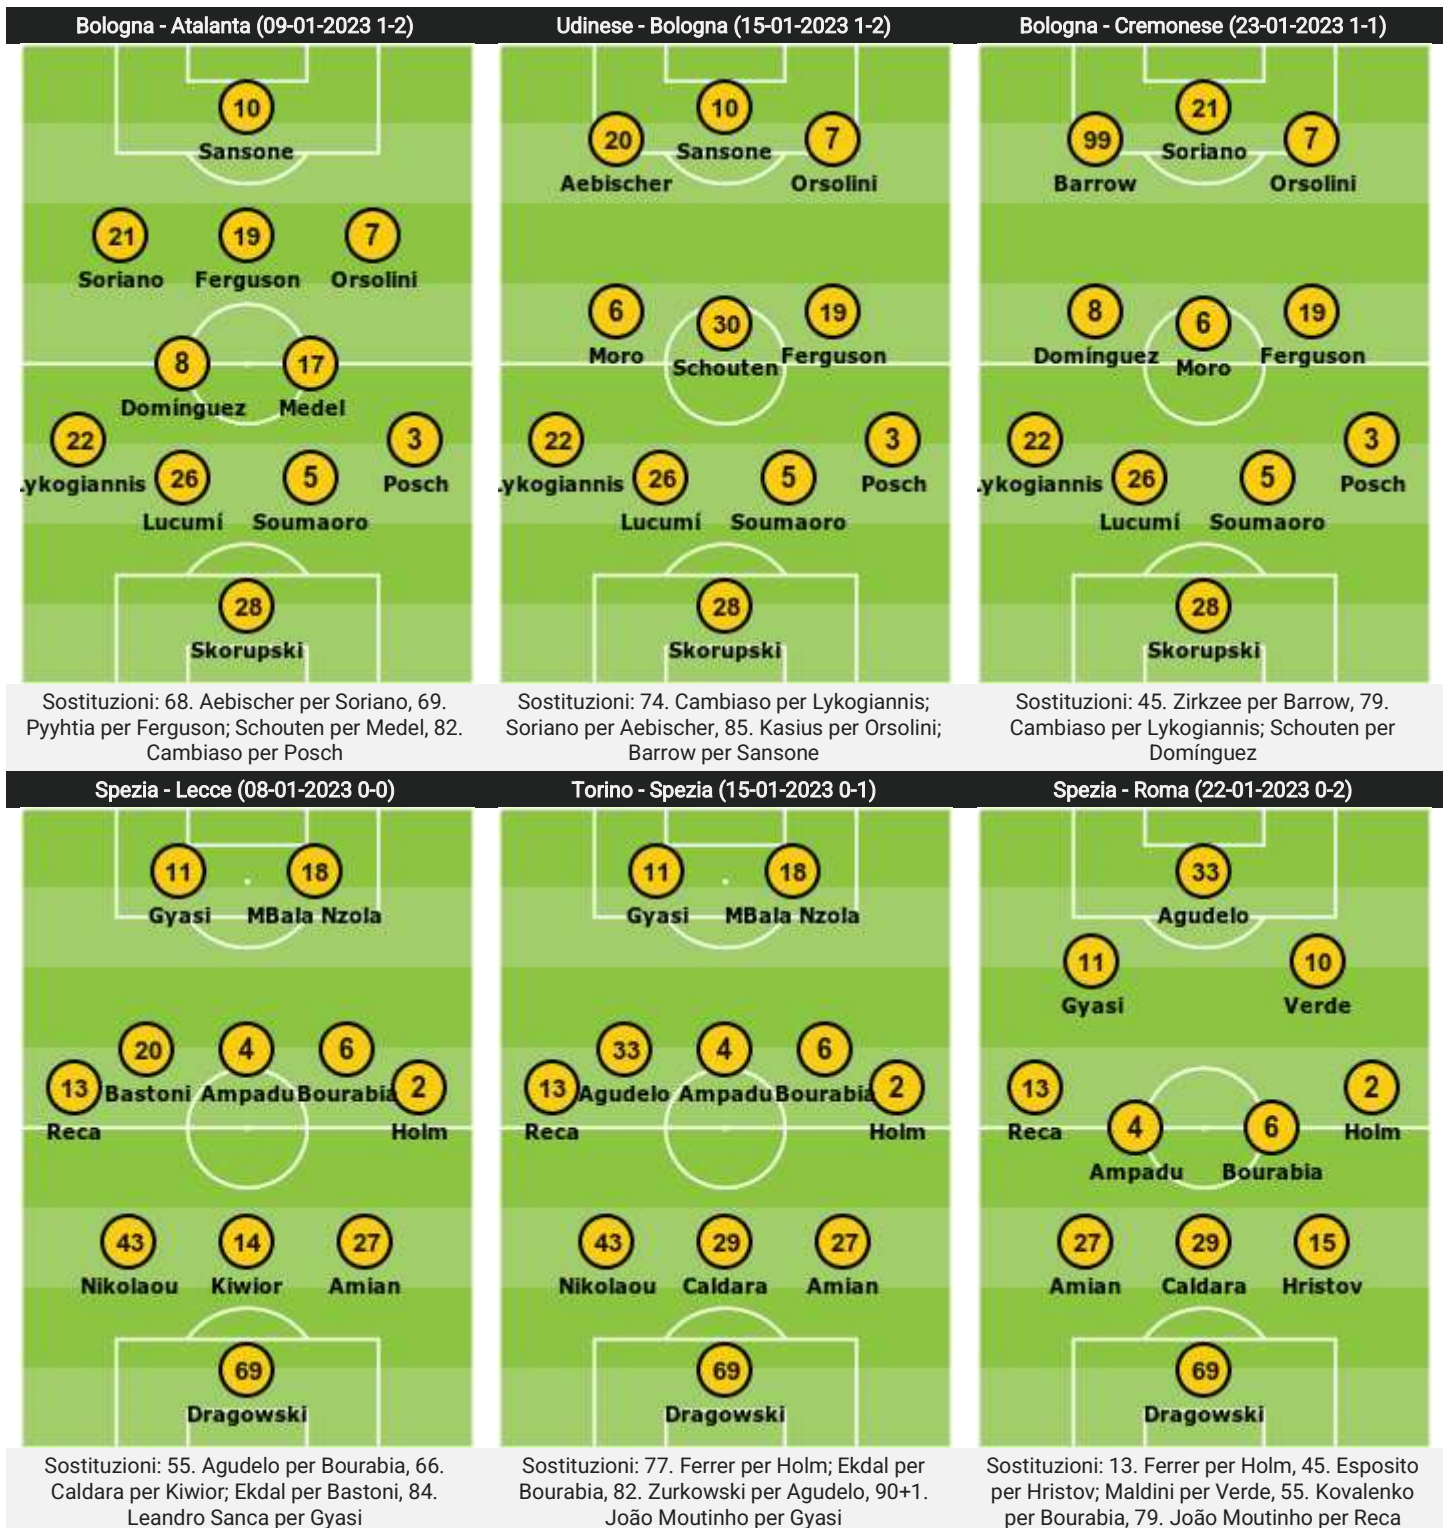 Bologna - Atalanta (09-01-2023 1-2)
10
Sansone
21 19 7
Soriano Ferguson Orsolini
8 17
Domínguez Medel
22 3
ykogiannis 26 5 Posch
Lucumí Soumaoro
28
Skorupski
Sostituzioni: 68. Aebischer per Soriano, 69.
Pyyhtia per Ferguson; Schouten per Medel, 82.
Cambiaso per Posch
Udinese - Bologna (15-01-2023 1-2)
10
20 Sansone 7
Aebischer Orsolini
6 30 19
Moro Schouten Ferguson
22 3
ykogiannis 26 5 Posch
Lucumí Soumaoro
28
Skorupski
Sostituzioni: 74. Cambiaso per Lykogiannis;
Soriano per Aebischer, 85. Kasius per Orsolini;
Barrow per Sansone
Bologna - Cremonese (23-01-2023 1-1)
21
99 Soriano 7
Barrow Orsolini
8 6 19
Domínguez Moro Ferguson
22 3
ykogiannis 26 5 Posch
Lucumí Soumaoro
28
Skorupski
Sostituzioni: 45. Zirkzee per Barrow, 79.
Cambiaso per Lykogiannis; Schouten per
Domínguez
Spezia - Lecce (08-01-2023 0-0)
11 18
Gyasi MBala Nzola
20 4 6
13 Bastoni Ampadu Bourabia 2
Reca Holm
43 14 27
Nikolaou Kiwior Amian
69
Dragowski
Sostituzioni: 55. Agudelo per Bourabia, 66.
Caldara per Kiwior; Ekdal per Bastoni, 84.
Leandro Sanca per Gyasi
Torino - Spezia (15-01-2023 0-1)
11 18
Gyasi MBala Nzola
33 4 6
13 Agudelo Ampadu Bourabia 2
Reca Holm
43 29 27
Nikolaou Caldara Amian
69
Dragowski
Sostituzioni: 77. Ferrer per Holm; Ekdal per
Bourabia, 82. Zurkowski per Agudelo, 90+1.
João Moutinho per Gyasi
Spezia - Roma (22-01-2023 0-2)
33
Agudelo
11 10
Gyasi Verde
13 2
Reca 4 6 Holm
Ampadu Bourabia
27 29 15
Amian Caldara Hristov
69
Dragowski
Sostituzioni: 13. Ferrer per Holm, 45. Esposito
per Hristov; Maldini per Verde, 55. Kovalenko
per Bourabia, 79. João Moutinho per Reca